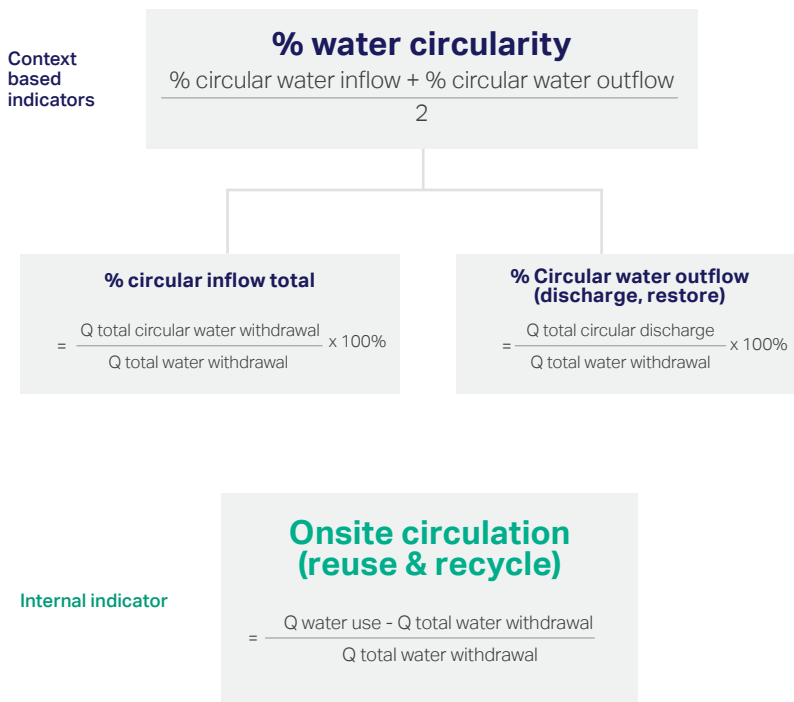 Context
based
indicators
% water circularity
% circular water inflow + % circular water outflow
2
% circular inflow total
= Q total circular water withdrawal x 100%
Q total water withdrawal
% Circular water outflow
(discharge, restore)
= Q total circular discharge x 100%
Q total water withdrawal
Internal indicator
Onsite circulation
(reuse & recycle)
= Q water use - Q total water withdrawal
Q total water withdrawal